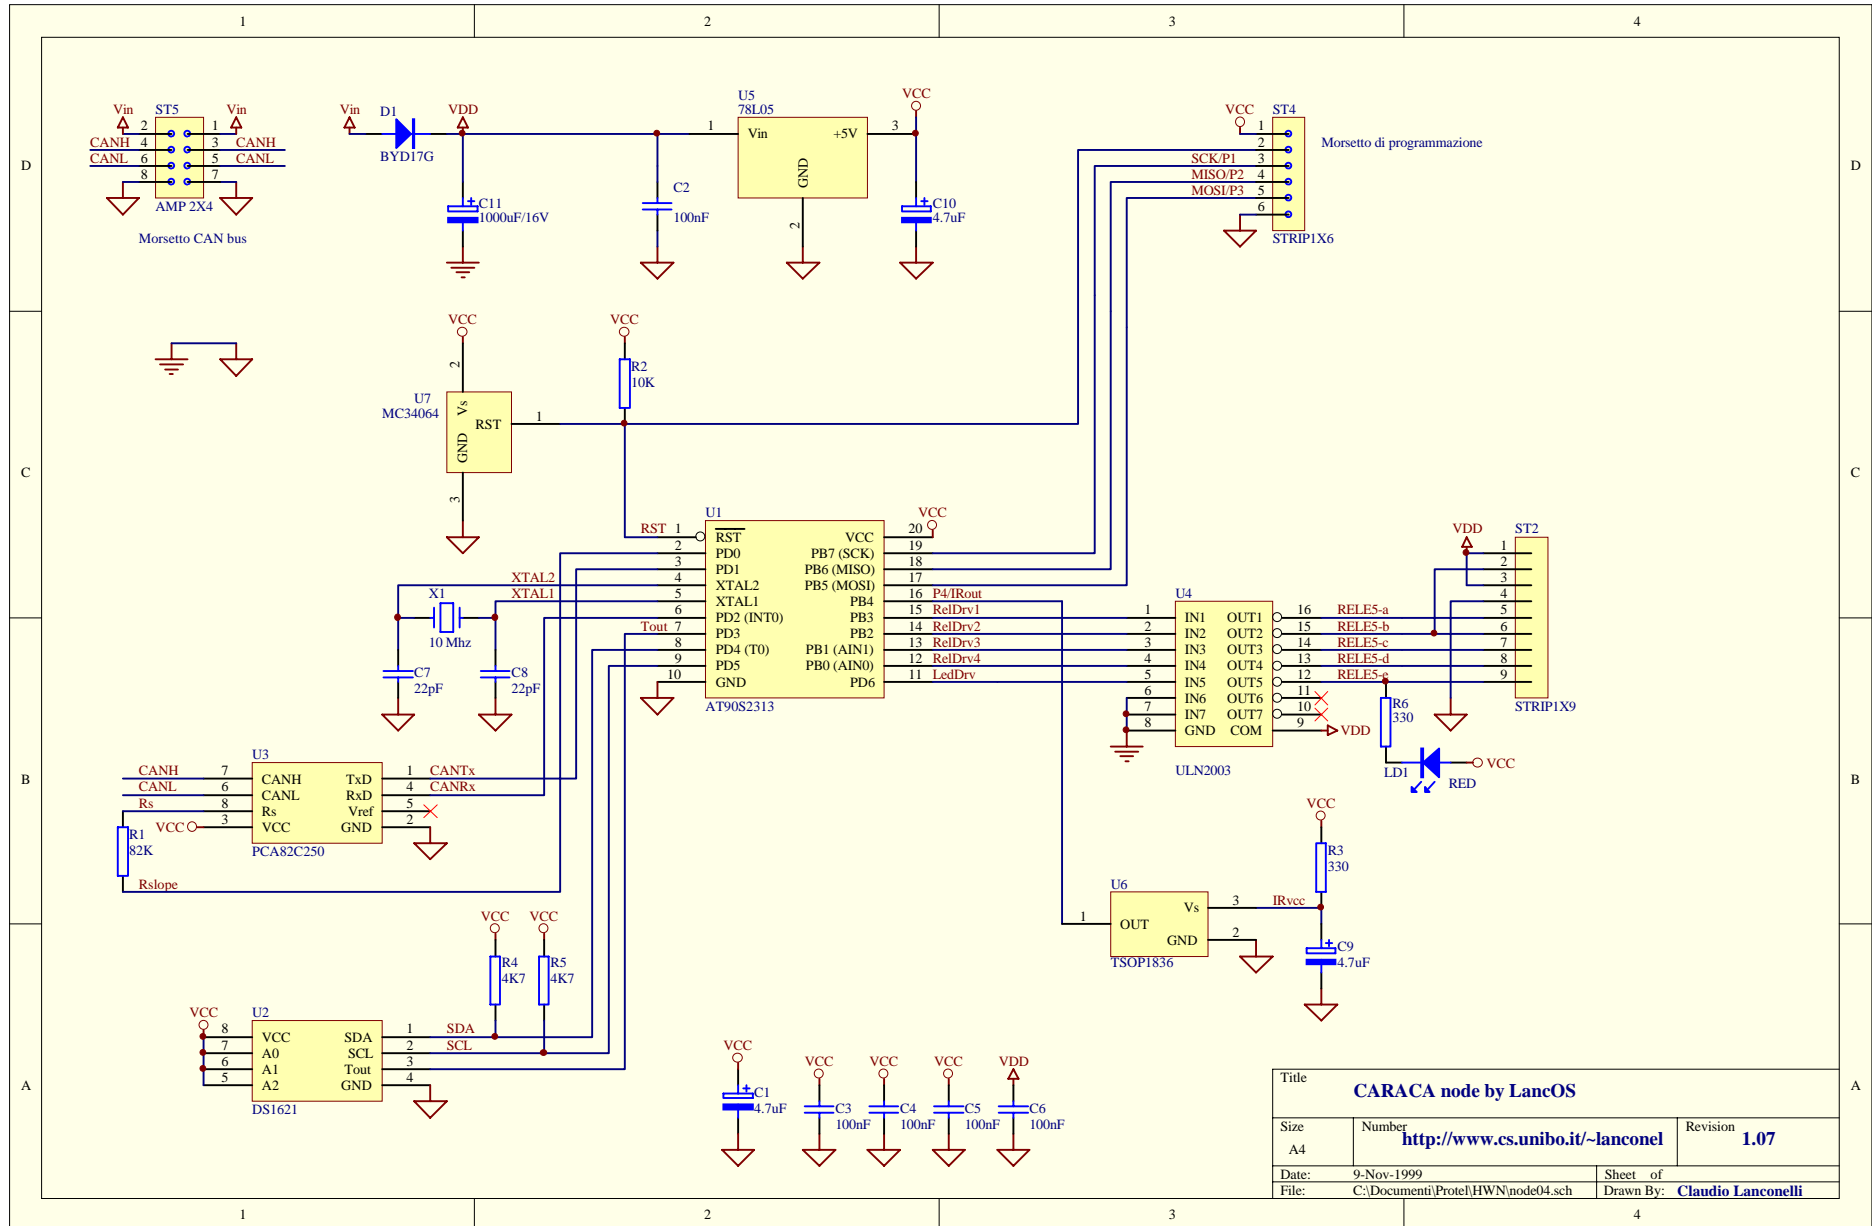 1 2 3 4
D D
C C
B B
A A
1 2 3 4
Vin ST5 Vin
2 1
CANH 4 3 CANH
CANL 6 5 CANL
8 7
AMP 2X4
Morsetto CAN bus
Vin D1 VDD
BYD17G
C11
1000uF/16V
C2
100nF
U5
78L05
1 Vin +5V 3
GND
2
VCC
C10
4.7uF
VCC ST4
1
2
SCK/P1 3
MISO/P2 4
MOSI/P3 5
6
STRIP1X6
Morsetto di programmazione
VCC
2
U7
MC34064
Vs
RST 1
GND
3
VCC
R2
10K
U1
RST 1 RST VCC 20 VCC
2 PD0 PB7 (SCK) 19
3 PD1 PB6 (MISO) 18
XTAL2 4 XTAL2 PB5 (MOSI) 17
XTAL1 5 XTAL1 PB4 16 P4/IRout
6 PD2 (INT0) PB3 15 RelDrv1
Tout 7 PD3 PB2 14 RelDrv2
8 PD4 (T0) PB1 (AIN1) 13 RelDrv3
9 PD5 PB0 (AIN0) 12 RelDrv4
10 GND PD6 11 LedDrv
AT90S2313
X1
10 Mhz
C7
22pF
C8
22pF
U4
1 IN1 OUT1 16 RELE5-a
2 IN2 OUT2 15 RELE5-b
3 IN3 OUT3 14 RELE5-c
4 IN4 OUT4 13 RELE5-d
5 IN5 OUT5 12 RELE5-e
6 IN6 OUT6 11
7 IN7 OUT7 10
8 GND COM 9 VDD
ULN2003
VDD ST2
1
2
3
4
5
6
7
8
9
STRIP1X9
R6
330
LD1 RED VCC
U3
CANH 7 CANH TxD 1 CANTx
CANL 6 CANL RxD 4 CANRx
Rs 8 Rs Vref 5
VCC 3 VCC GND 2
PCA82C250
R1
82K
Rslope
VCC
R3
330
U6
1 OUT Vs 3 IRvcc
GND 2
TSOP1836
C9
4.7uF
VCC VCC
R4
4K7
R5
4K7
VCC U2
8 VCC SDA 1 SDA
7 A0 SCL 2 SCL
6 A1 Tout 3
5 A2 GND 4
DS1621
VCC VCC VCC VCC VDD
C1
4.7uF
C3
100nF
C4
100nF
C5
100nF
C6
100nF
Title
CARACA node by LancOS
Size Number Revision
A4 http://www.cs.unibo.it/~lanconel 1.07
Date: 9-Nov-1999 Sheet of
File: C:\Documenti\Protel\HWN\node04.sch Drawn By: Claudio Lanconelli